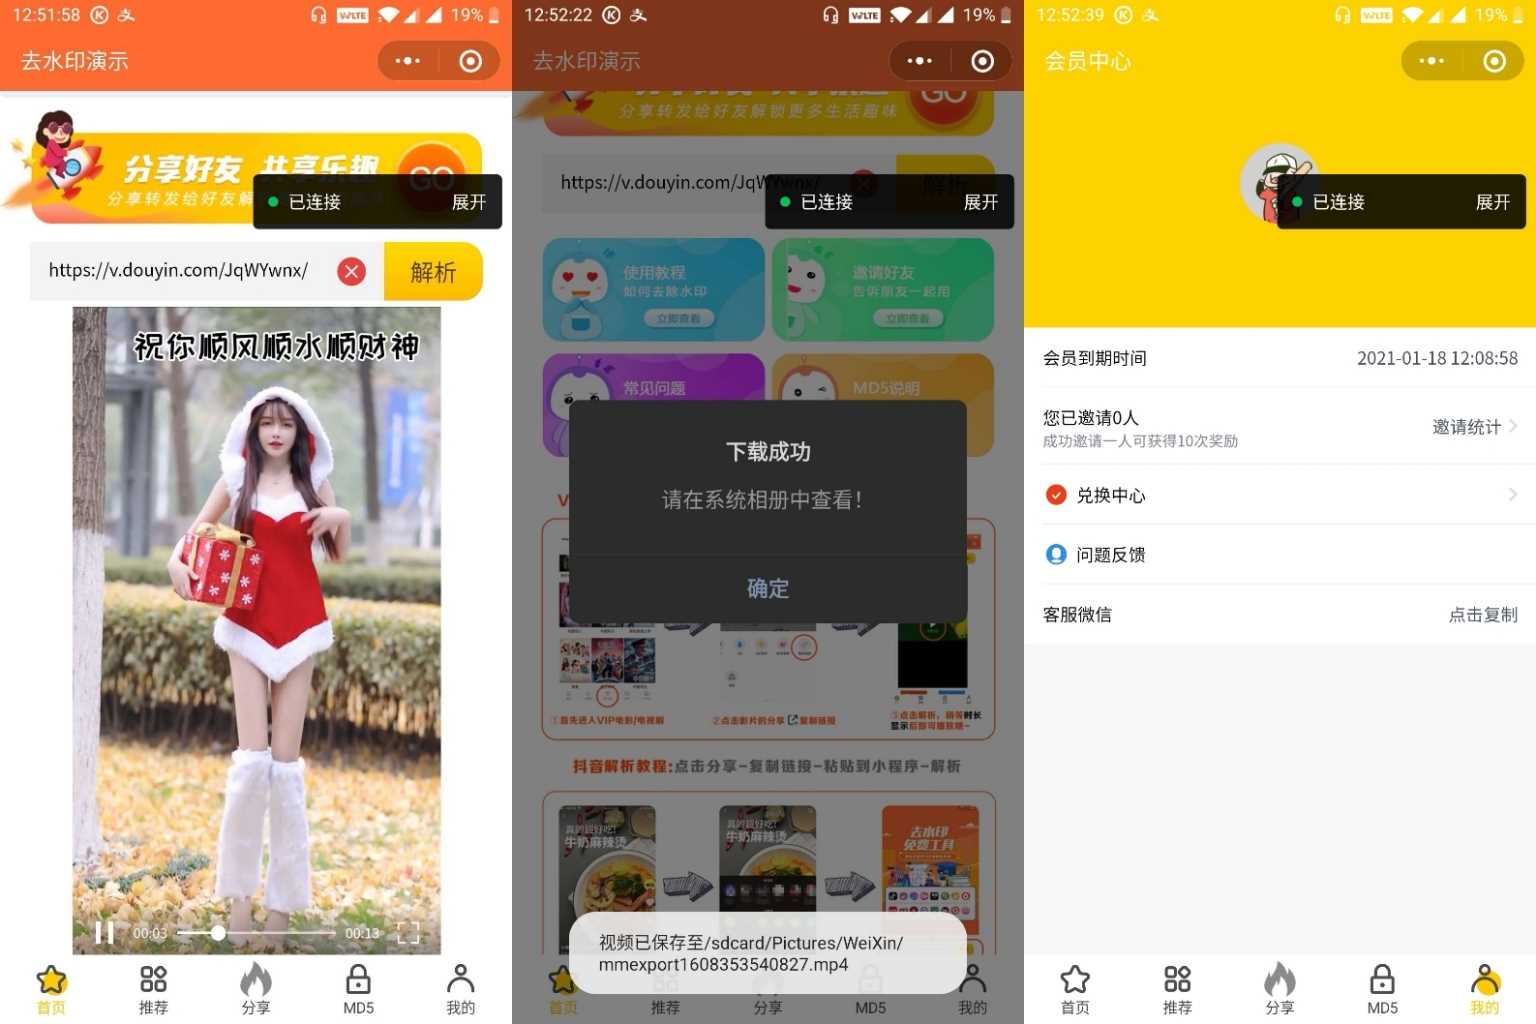 12:51:58
VoLTE
19%
去水印演示
分享好友 共享乐趣
GO
分享转发给好友解
已连接
展开
https://v.douyin.com/JqWYwnx/
解析
祝你顺风顺水顺财神
00:03
00:13
首页
推荐
分享
MD5
我的
12:52:22
VoLTE
19%
去水印演示
GO
分享转发给好友解锁更多生活趣味
https://v.douyin.com/JqWYwnx/
已连接
展开
使用教程
如何去除水印
立即查看
邀请好友
告诉朋友一起用
立即查看
常见问题
MD5说明
下载成功
请在系统相册中查看！
确定
①首先进入VIP电影/电视剧
②点击影片的分享
复制链接
③点击解析，稍等时长
显示后即可播放哦~
抖音解析教程:点击分享-复制链接-粘贴到小程序-解析
真的超好吃!
牛奶麻辣烫
真的超好吃!
牛奶麻辣烫
去水印
免费工具
视频已保存至/sdcard/Pictures/WeiXin/
mmexport1608353540827.mp4
首页
推荐
分享
MD5
我的
12:52:39
VoLTE
19%
会员中心
已连接
展开
会员到期时间
2021-01-18 12:08:58
您已邀请0人
成功邀请一人可获得10次奖励
邀请统计
兑换中心
问题反馈
客服微信
点击复制
首页
推荐
分享
MD5
我的